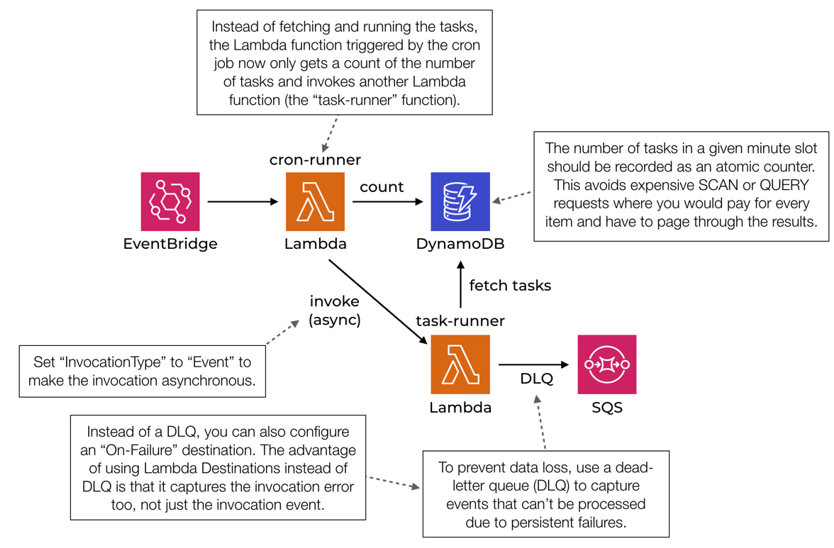 Instead of fetching and running the tasks,
the Lambda function triggered by the cron
job now only gets a count of the number
of tasks and invokes another Lambda
function (the “task-runner” function).
The number of tasks in a given minute slot
should be recorded as an atomic counter.
This avoids expensive SCAN or QUERY
requests where you would pay for every
item and have to page through the results.
cron-runner
count
EventBridge
Lambda
DynamoDB
fetch tasks
invoke
(async)
task-runner
Set “InvocationType” to “Event” to
make the invocation asynchronous.
DLQ
Lambda
SQS
Instead of a DLQ, you can also configure
an “On-Failure” destination. The advantage
of using Lambda Destinations instead of
DLQ is that it captures the invocation error
too, not just the invocation event.
To prevent data loss, use a dead-
letter queue (DLQ) to capture
events that can’t be processed
due to persistent failures.